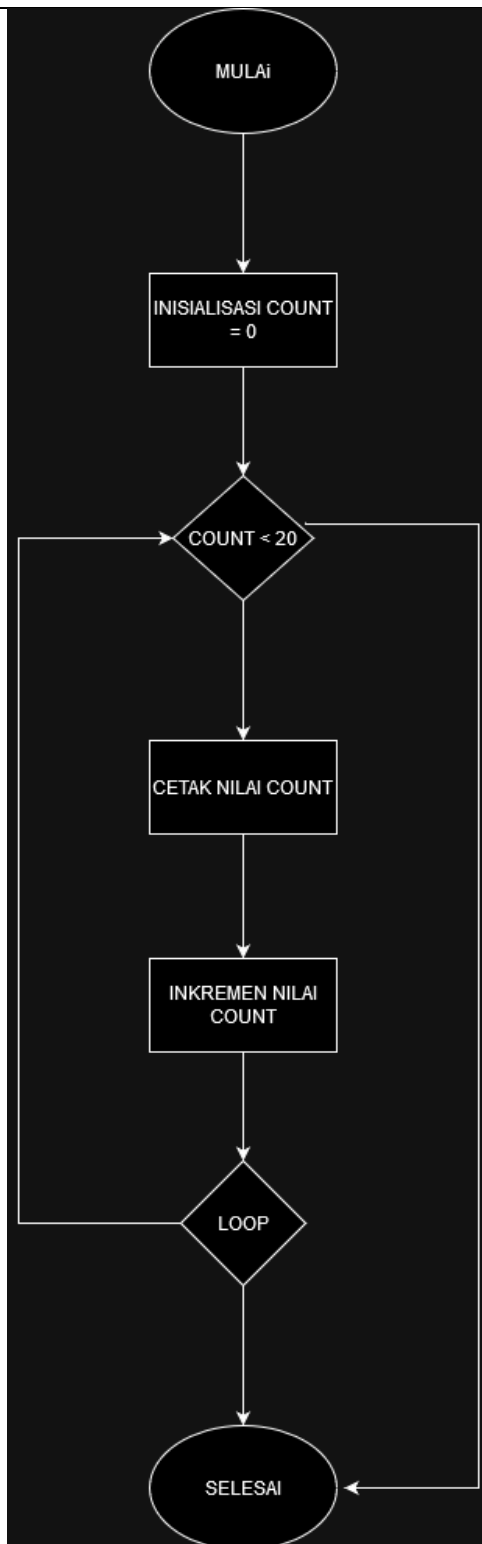 MULAi
INISIALISASI COUNT
= 0
COUNT < 20
CETAK NILAI COUNT
INKREMEN NILAI
COUNT
LOOP
SELESAI